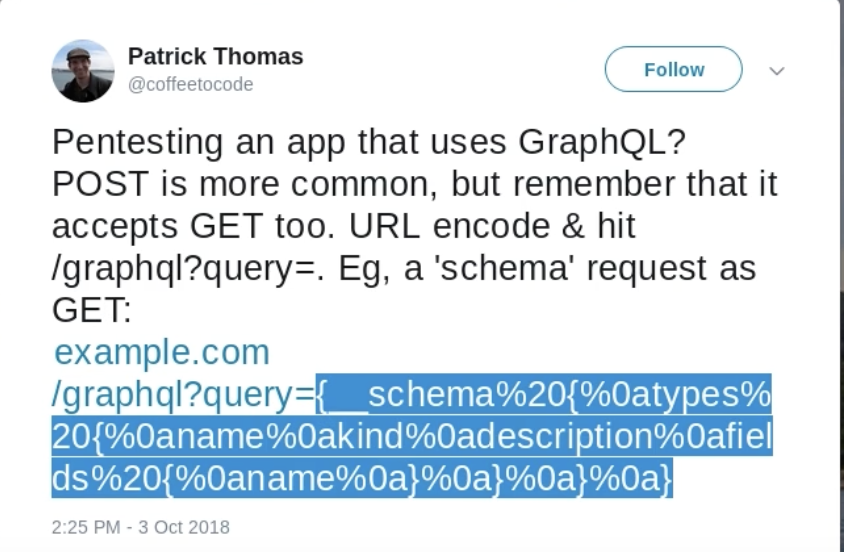 Patrick Thomas
@coffeetocode
Follow
Pentesting an app that uses GraphQL?
POST is more common, but remember that it
accepts GET too. URL encode & hit
/graphql?query=. Eg, a 'schema' request as
GET:
example.com
/graphql?query={__schema%20{%0atypes%
20{%0aname%0akind%0adescription%0afiel
ds%20{%0aname%0a}%0a}%0a}%0a}
2:25 PM - 3 Oct 2018